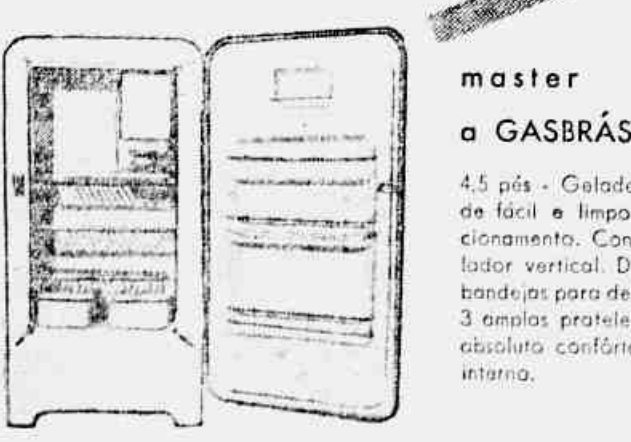 master
a GASBRÁS
4.5 pés - Gelade
de fácil e limpo
cionamento. Con
lador vertical. D
bandejas para de
3 amplas pratele
absoluto confôrte
interno.